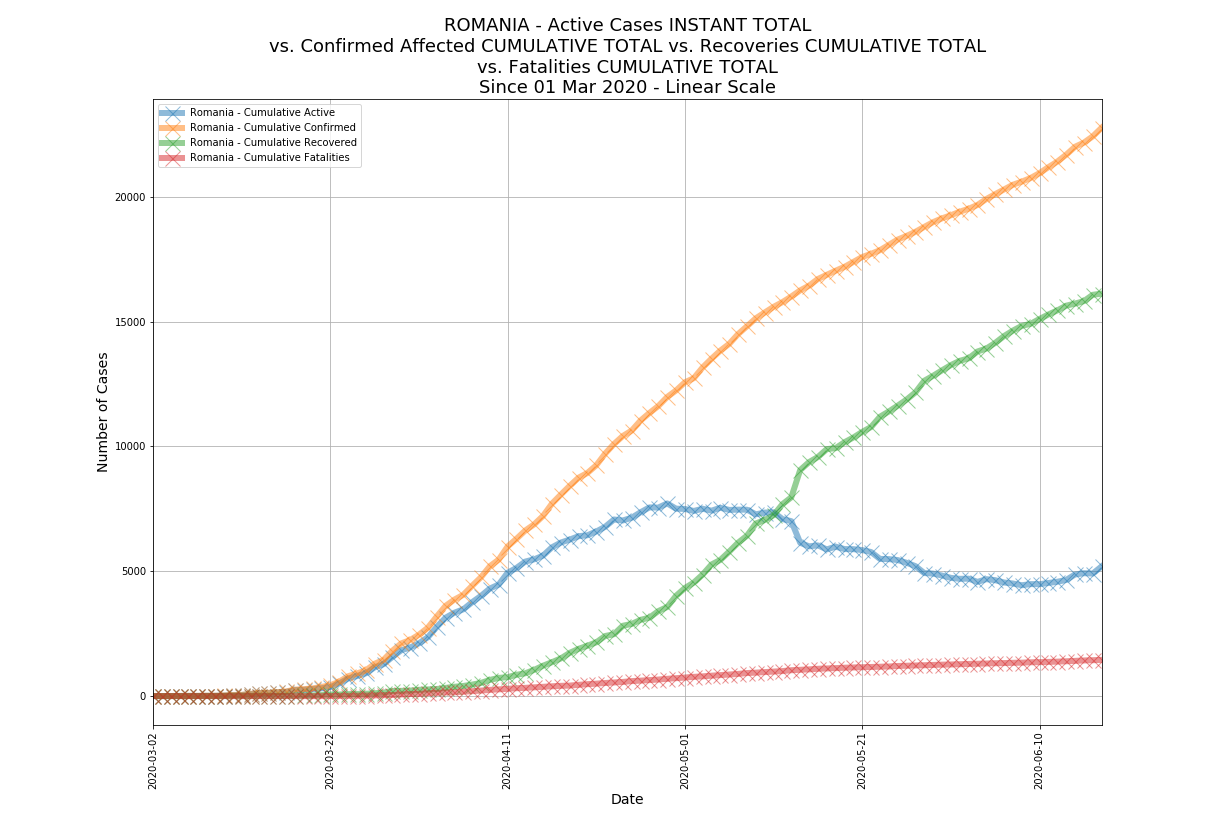 ROMANIA - Active Cases INSTANT TOTAL
vs. Confirmed Affected CUMULATIVE TOTAL vs. Recoveries CUMULATIVE TOTAL
vs. Fatalities CUMULATIVE TOTAL
Since 01 Mar 2020 - Linear Scale
Romania - Cumulative Active
Romania - Cumulative Confirmed
Romania - Cumulative Recovered
Romania - Cumulative Fatalities
Number of Cases
20000
15000
10000
5000
0
2020-03-02
2020-03-22
2020-04-11
2020-05-01
2020-05-21
2020-06-10
Date